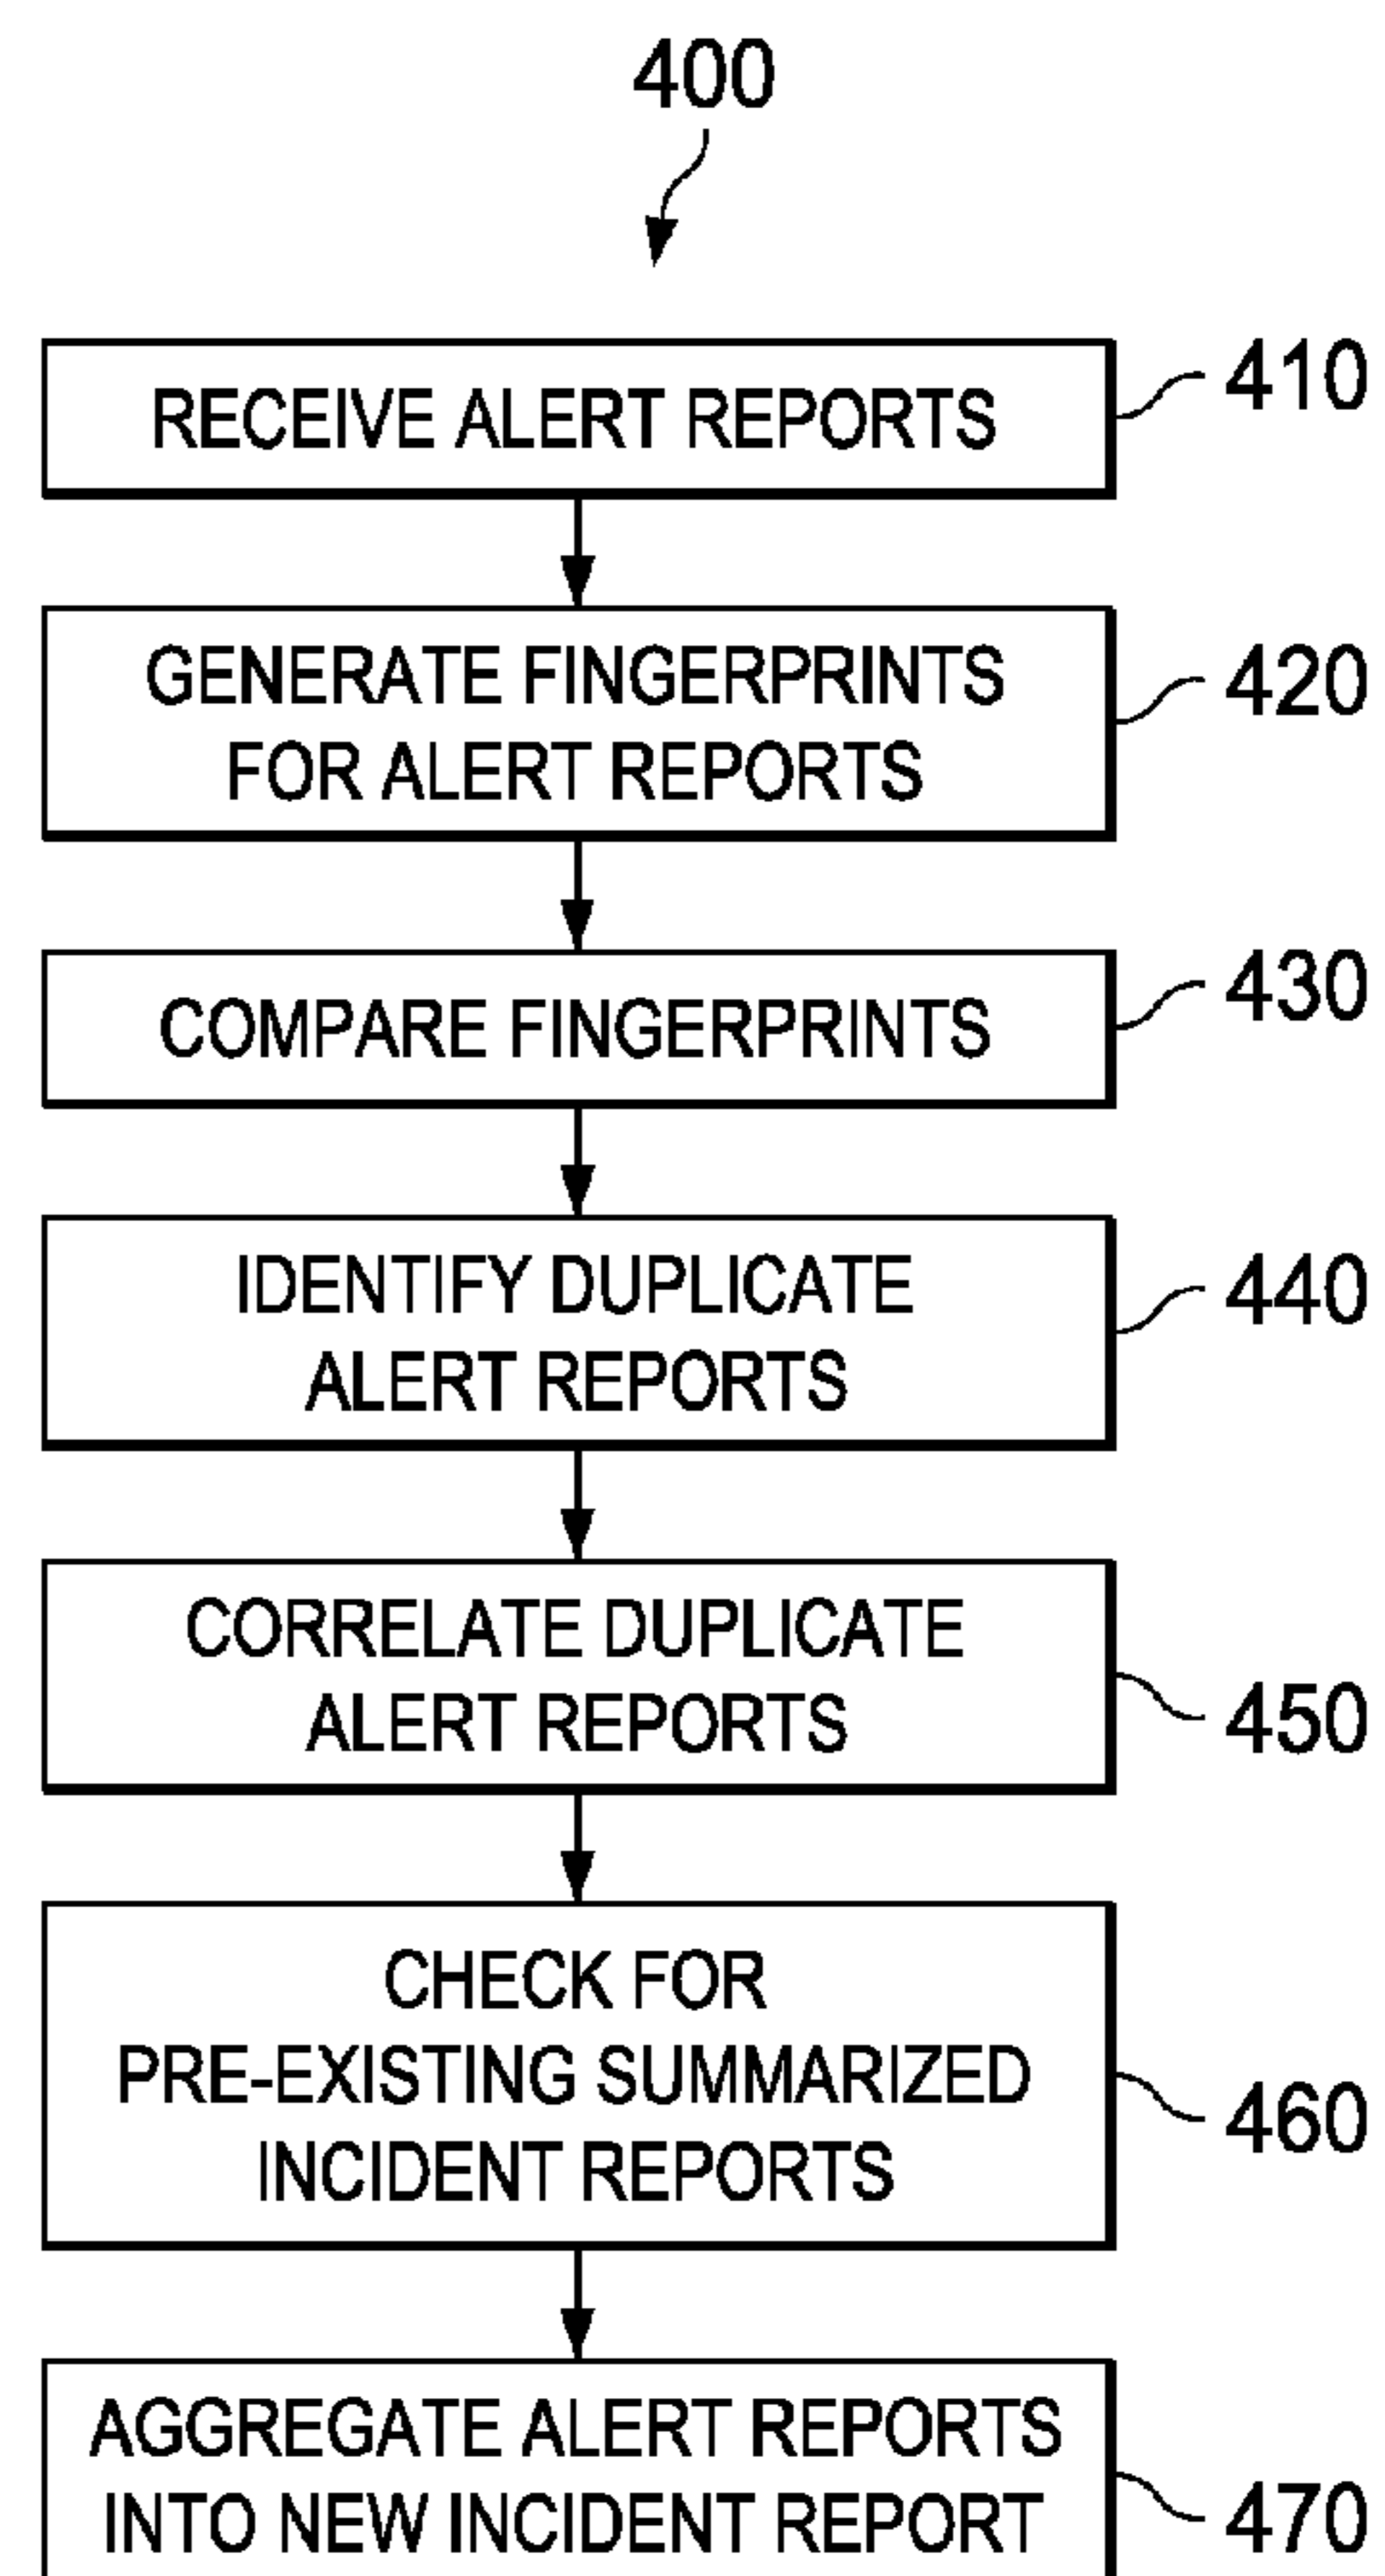 400
RECEIVE ALERT REPORTS
410
GENERATE FINGERPRINTS
FOR ALERT REPORTS
420
COMPARE FINGERPRINTS
430
IDENTIFY DUPLICATE
ALERT REPORTS
440
CORRELATE DUPLICATE
ALERT REPORTS
450
CHECK FOR
PRE-EXISTING SUMMARIZED
INCIDENT REPORTS
460
AGGREGATE ALERT REPORTS
INTO NEW INCIDENT REPORT
470